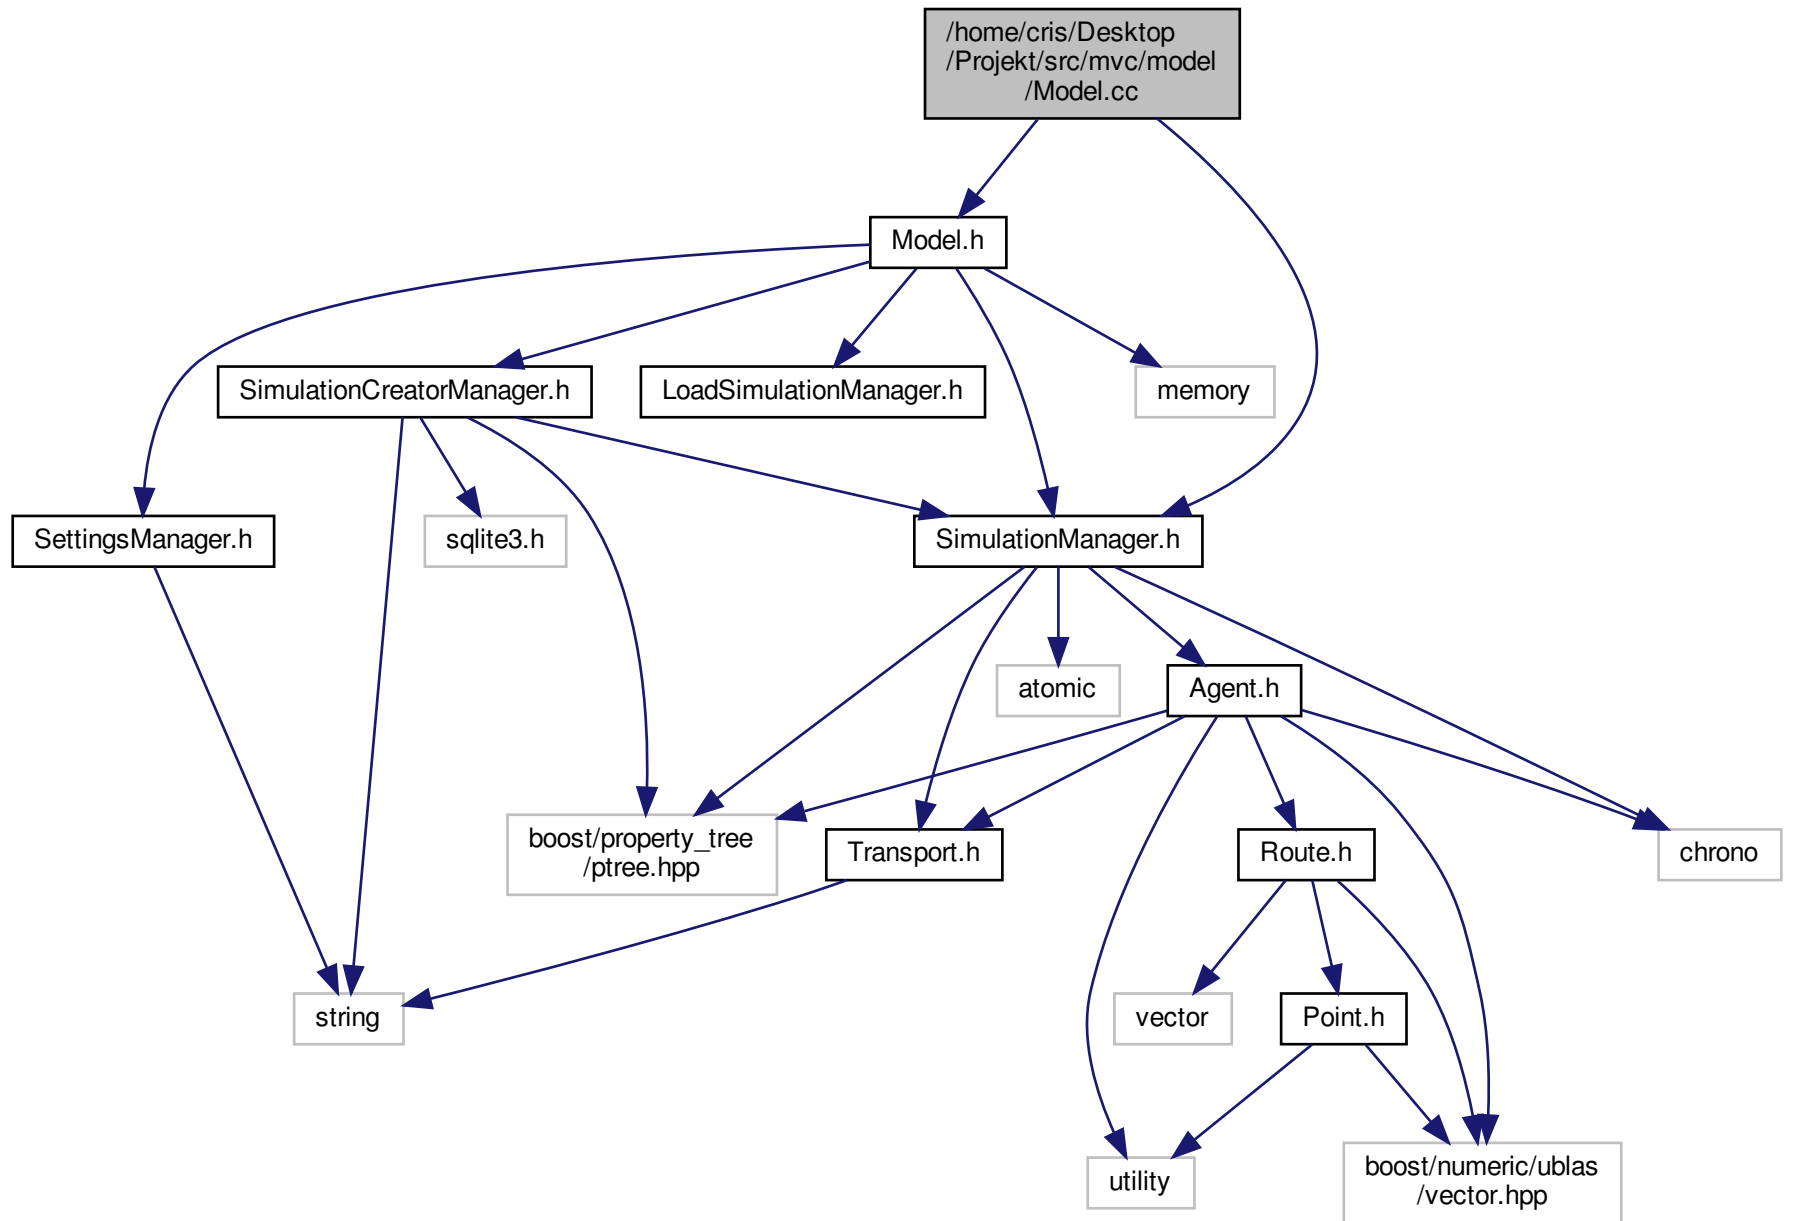 /home/cris/Desktop
/Projekt/src/mvc/model
/Model.cc
Model.h
SimulationCreatorManager.h
LoadSimulationManager.h
memory
SettingsManager.h
sqlite3.h
SimulationManager.h
atomic
Agent.h
boost/property_tree
/ptree.hpp
Transport.h
Route.h
chrono
string
vector
Point.h
utility
boost/numeric/ublas
/vector.hpp